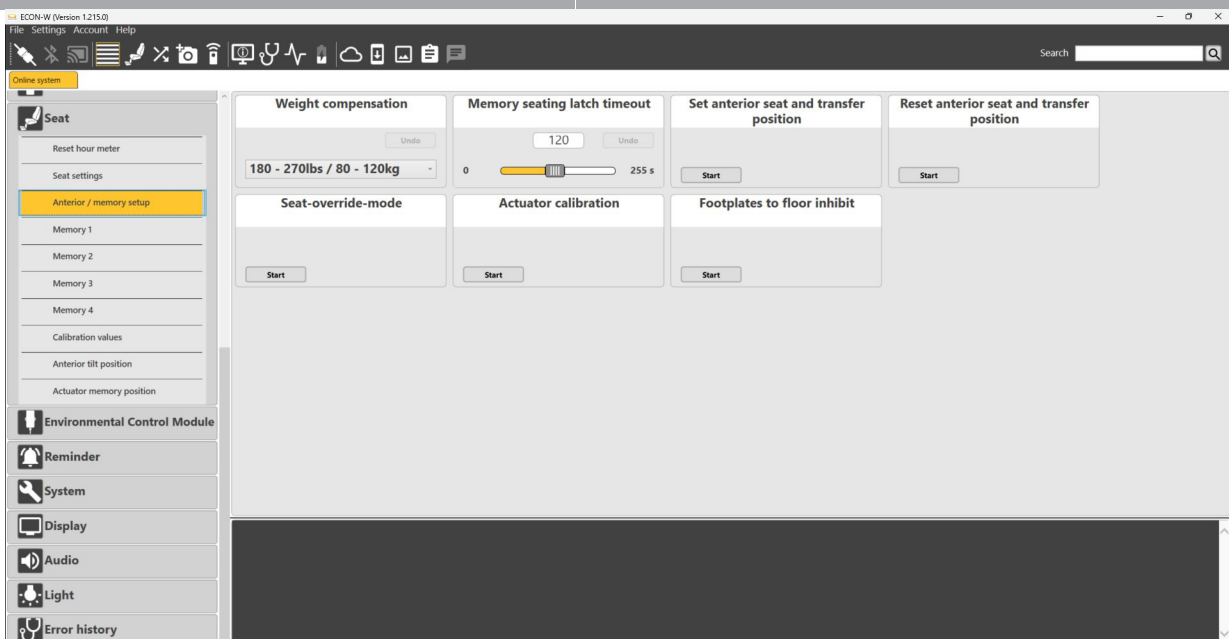 ECON-W (Version 1.215.0)
File Settings Account Help
Search
Online system
Seat
Reset hour meter
Seat settings
Anterior / memory setup
Memory 1
Memory 2
Memory 3
Memory 4
Calibration values
Anterior tilt position
Actuator memory position
Environmental Control Module
Reminder
System
Display
Audio
Light
Error history
Weight compensation
Undo
180 - 270lbs / 80 - 120kg
Memory seating latch timeout
120
Undo
0
255 s
Set anterior seat and transfer
position
Start
Reset anterior seat and transfer
position
Start
Seat-override-mode
Start
Actuator calibration
Start
Footplates to floor inhibit
Start